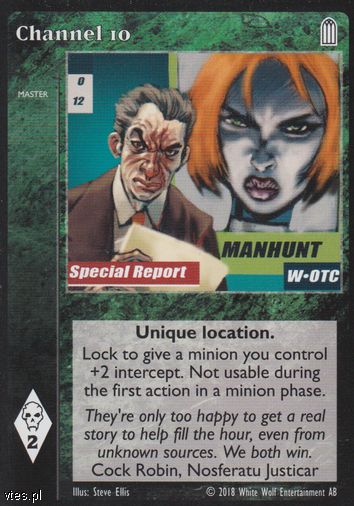 Channel 10
MASTER
0
12
MANHUNT
Special Report
W-OTC
Unique location.
Lock to give a minion you control
+2 intercept. Not usable during
the first action in a minion phase.
They're only too happy to get a real
story to help fill the hour, even from
unknown sources. We both win.
Cock Robin, Nosferatu Justicar
2
vtes.pl
Illus: Steve Ellis
© 2018 White Wolf Entertainment AB